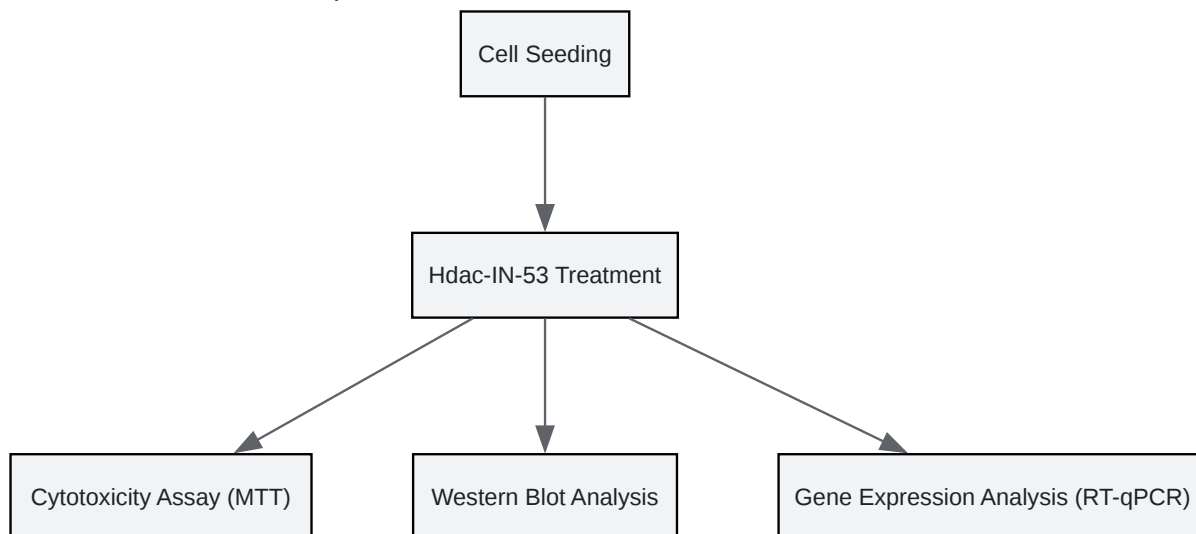 Cell Seeding
Hdac-IN-53 Treatment
Cytotoxicity Assay (MTT)
Western Blot Analysis
Gene Expression Analysis (RT-qPCR)